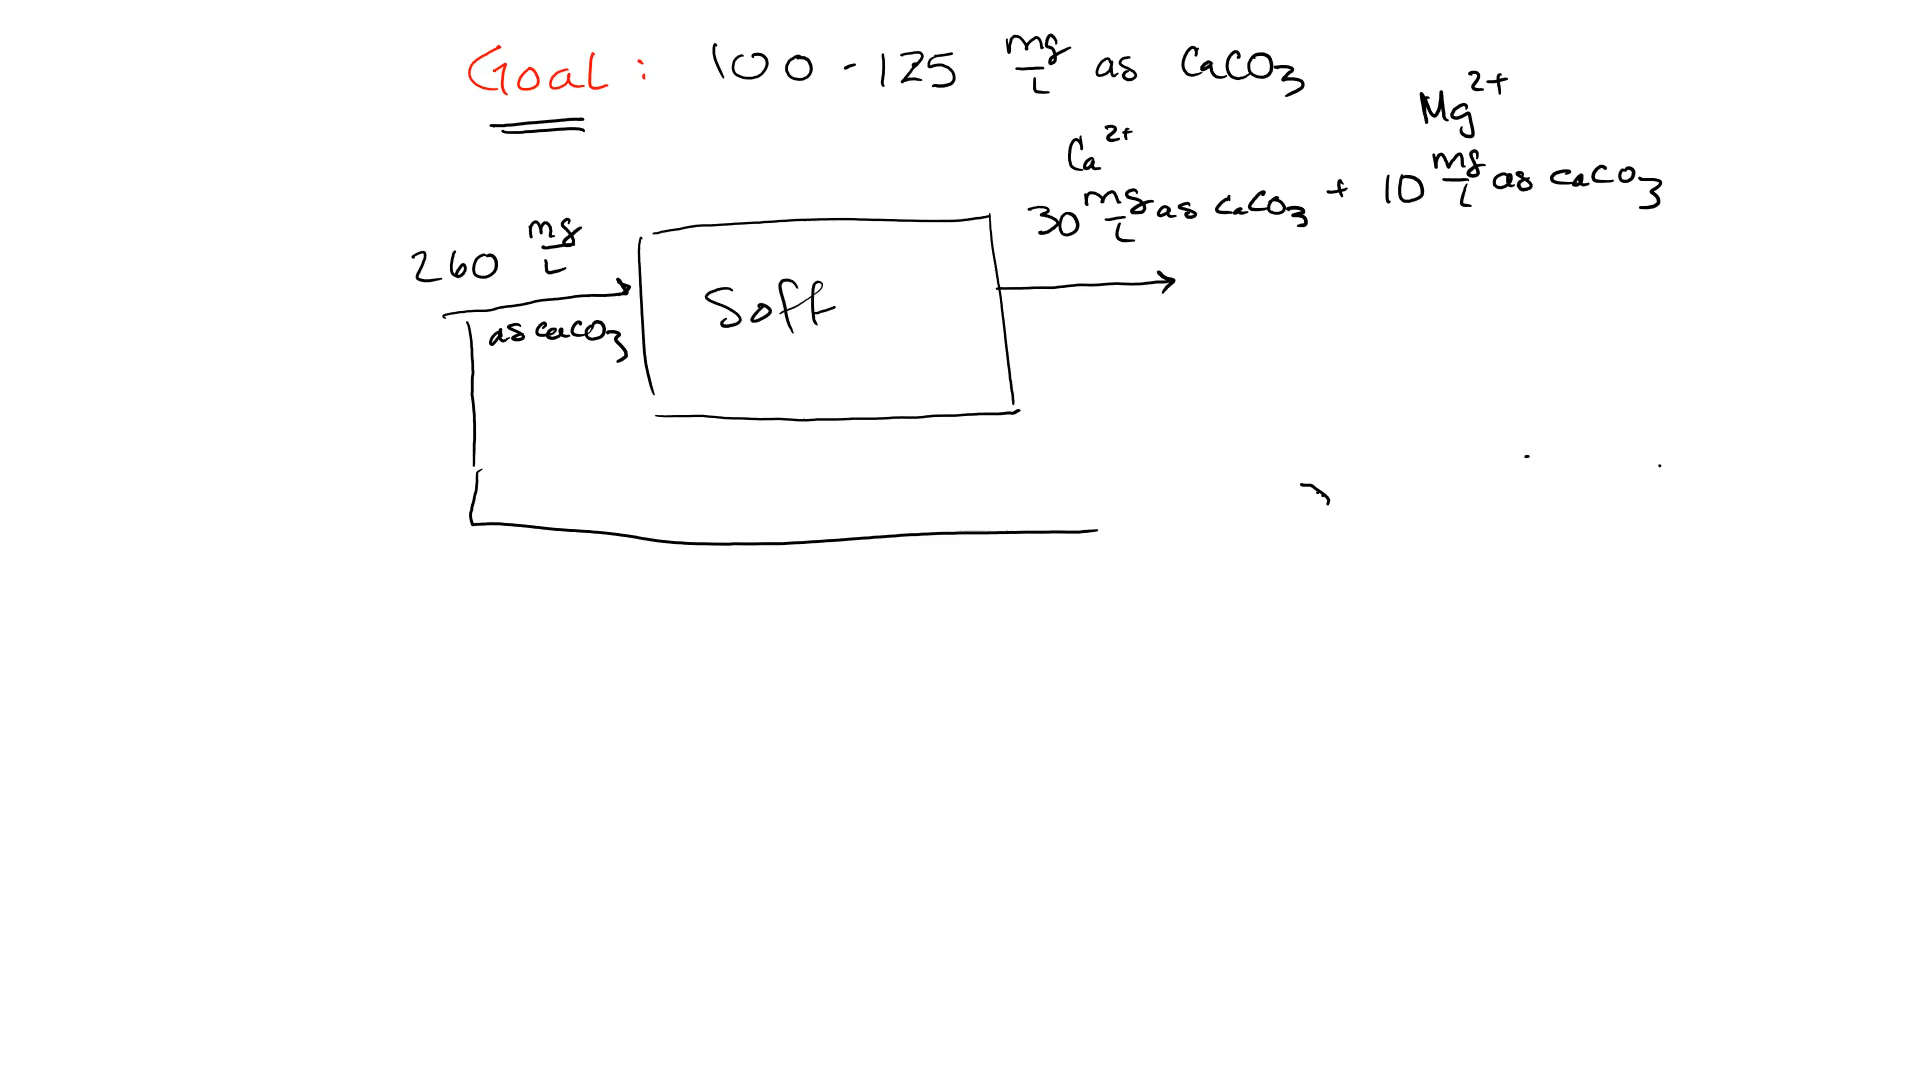 Goal: 100 - 125 mg/L as CaCO3
Ca2+ Mg2+
30 mg/L as CaCO3 + 10 mg/L as CaCO3
260 mg/L
as CaCO3
Soft